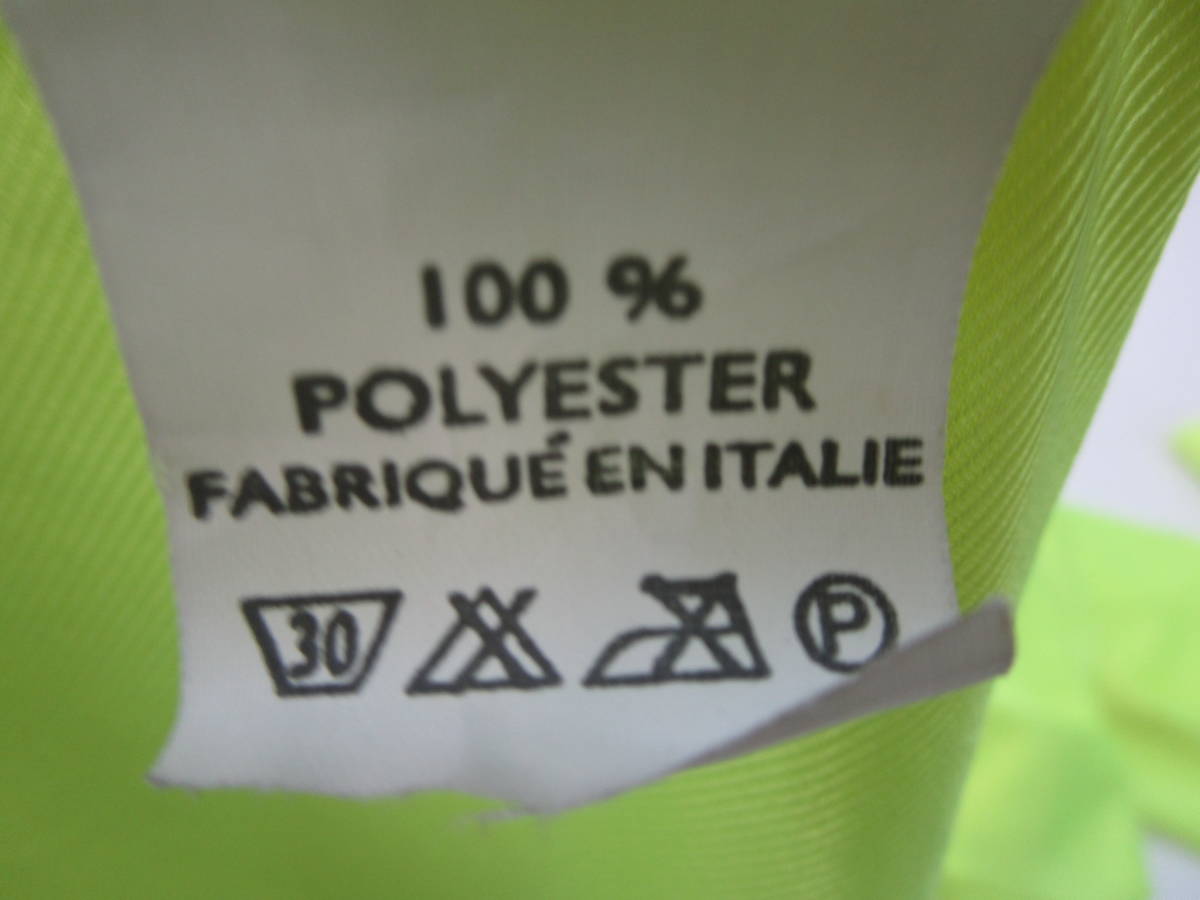 100 %
POLYESTER
FABRIQUÉ EN ITALIE
30 P